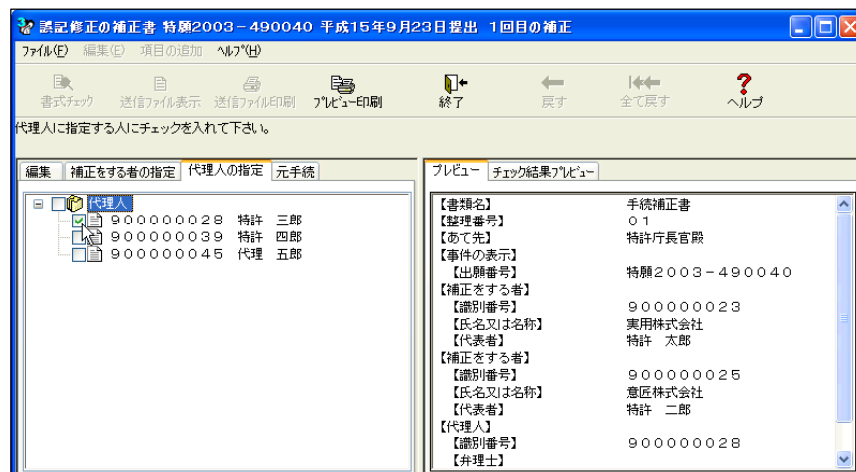 誤記修正の補正書 特願2003-490040 平成15年9月23日提出 1回目の補正
ファイル(F) 編集(E) 項目の追加 ヘルプ(H)
書式チェック 送信ファイル表示 送信ファイル印刷 プレビュー印刷 終了 戻す 全て戻す ヘルプ
代理人に指定する人にチェックを入れて下さい。
編集 補正をする者の指定 代理人の指定 元手続
代理人
900000028 特許 三郎
900000039 特許 四郎
900000045 代理 五郎
プレビュー チェック結果プレビュー
【書類名】 手続補正書
【整理番号】 01
【あて先】 特許庁長官殿
【事件の表示】
【出願番号】 特願2003-490040
【補正をする者】
【識別番号】 900000023
【氏名又は名称】 実用株式会社
【代表者】 特許 太郎
【補正をする者】
【識別番号】 900000025
【氏名又は名称】 意匠株式会社
【代表者】 特許 二郎
【代理人】
【識別番号】 900000028
【弁理士】